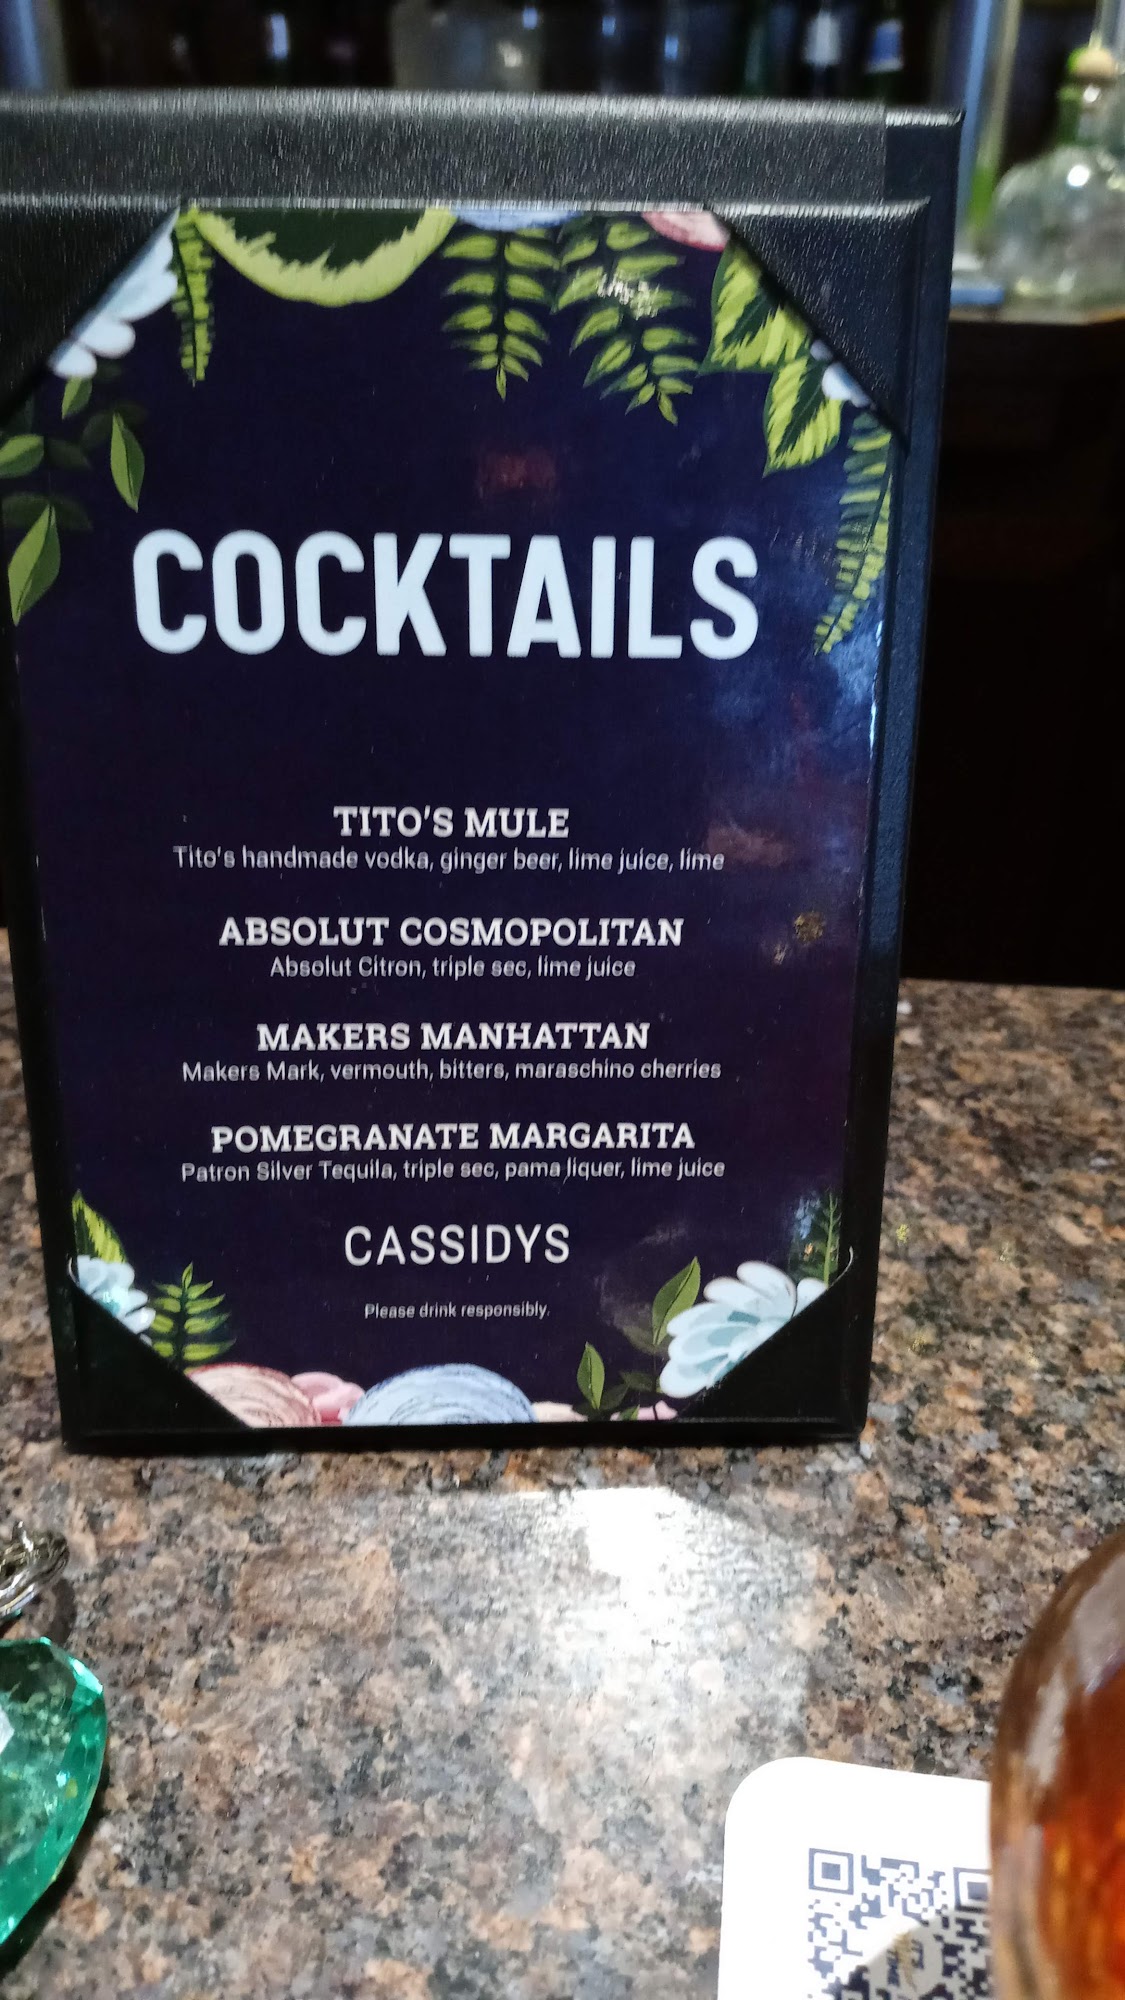 COCKTAILS
TITO'S MULE
Tito's handmade vodka, ginger beer, lime juice, lime
ABSOLUT COSMOPOLITAN
Absolut Citron, triple sec, lime juice
MAKERS MANHATTAN
Makers Mark, vermouth, bitters, maraschino cherries
POMEGRANATE MARGARITA
Patron Silver Tequila, triple sec, pama liquer, lime juice
CASSIDYS
Please drink responsibly.